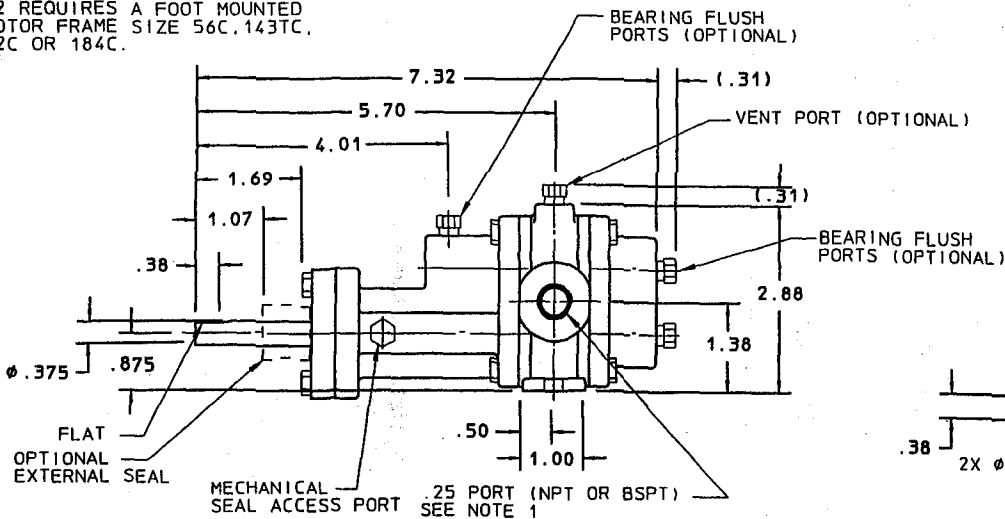 2 REQUIRES A FOOT MOUNTED
OTOR FRAME SIZE 56C,143TC,
2C OR 184C.
BEARING FLUSH
PORTS (OPTIONAL)
7.32
(.31)
5.70
VENT PORT (OPTIONAL)
4.01
1.69
(.31)
1.07
BEARING FLUSH
PORTS (OPTIONAL)
.38
2.88
1.38
ø.375
.875
FLAT
.50
.38
OPTIONAL
EXTERNAL SEAL
1.00
2X ø
MECHANICAL
SEAL ACCESS PORT
.25 PORT (NPT OR BSPT)
SEE NOTE 1